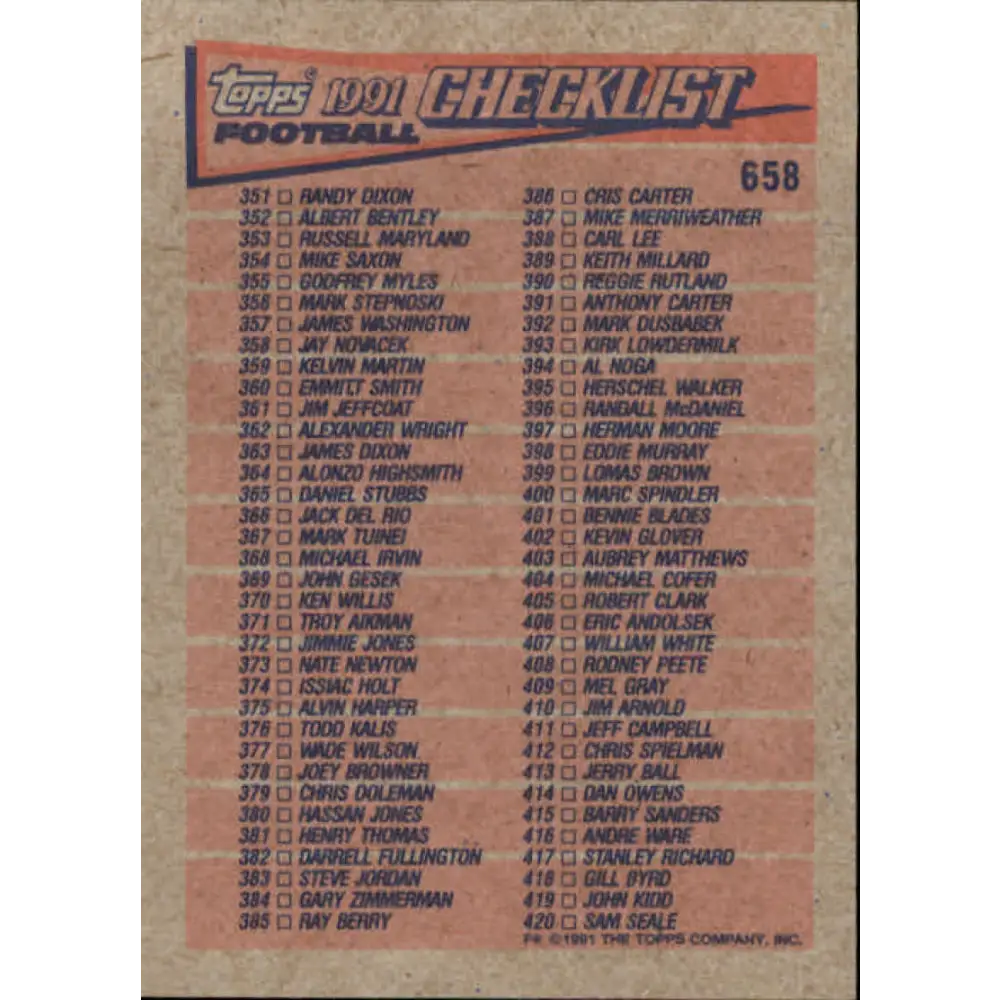 TOPPS 1991 CHECKLIST
FOOTBALL
658
351 RANDY DIXON
352 ALBERT BENTLEY
353 RUSSELL MARYLAND
354 MIKE SAXON
355 GODFREY MYLES
356 MARK STEPNOSKI
357 JAMES WASHINGTON
358 JAY NOVACEK
359 KELVIN MARTIN
360 EMMITT SMITH
361 JIM JEFFCOAT
362 ALEXANDER WRIGHT
363 JAMES DIXON
364 ALONZO HIGHSMITH
365 DANIEL STUBBS
366 JACK DEL RIO
367 MARK TUINEI
368 MICHAEL IRVIN
369 JOHN GESEK
370 KEN WILLIS
371 TROY AIKMAN
372 JIMMIE JONES
373 NATE NEWTON
374 ISSIAC HOLT
375 ALVIN HARPER
376 TODD KALIS
377 WADE WILSON
378 JOEY BROWNER
379 CHRIS DOLEMAN
380 HASSAN JONES
381 HENRY THOMAS
382 DARRELL FULLINGTON
383 STEVE JORDAN
384 GARY ZIMMERMAN
385 RAY BERRY
386 CRIS CARTER
387 MIKE MERRIWEATHER
388 CARL LEE
389 KEITH MILLARD
390 REGGIE RUTLAND
391 ANTHONY CARTER
392 MARK DUSBABEK
393 KIRK LOWDERMILK
394 AL NOGA
395 HERSCHEL WALKER
396 RANDALL McDANIEL
397 HERMAN MOORE
398 EDDIE MURRAY
399 LOMAS BROWN
400 MARC SPINDLER
401 BENNIE BLADES
402 KEVIN GLOVER
403 AUBREY MATTHEWS
404 MICHAEL COFER
405 ROBERT CLARK
406 ERIC ANDOLSEK
407 WILLIAM WHITE
408 RODNEY PEETE
409 MEL GRAY
410 JIM ARNOLD
411 JEFF CAMPBELL
412 CHRIS SPIELMAN
413 JERRY BALL
414 DAN OWENS
415 BARRY SANDERS
416 ANDRE WARE
417 STANLEY RICHARD
418 GILL BYRD
419 JOHN KIDD
420 SAM SEALE
©1991 THE TOPPS COMPANY, INC.